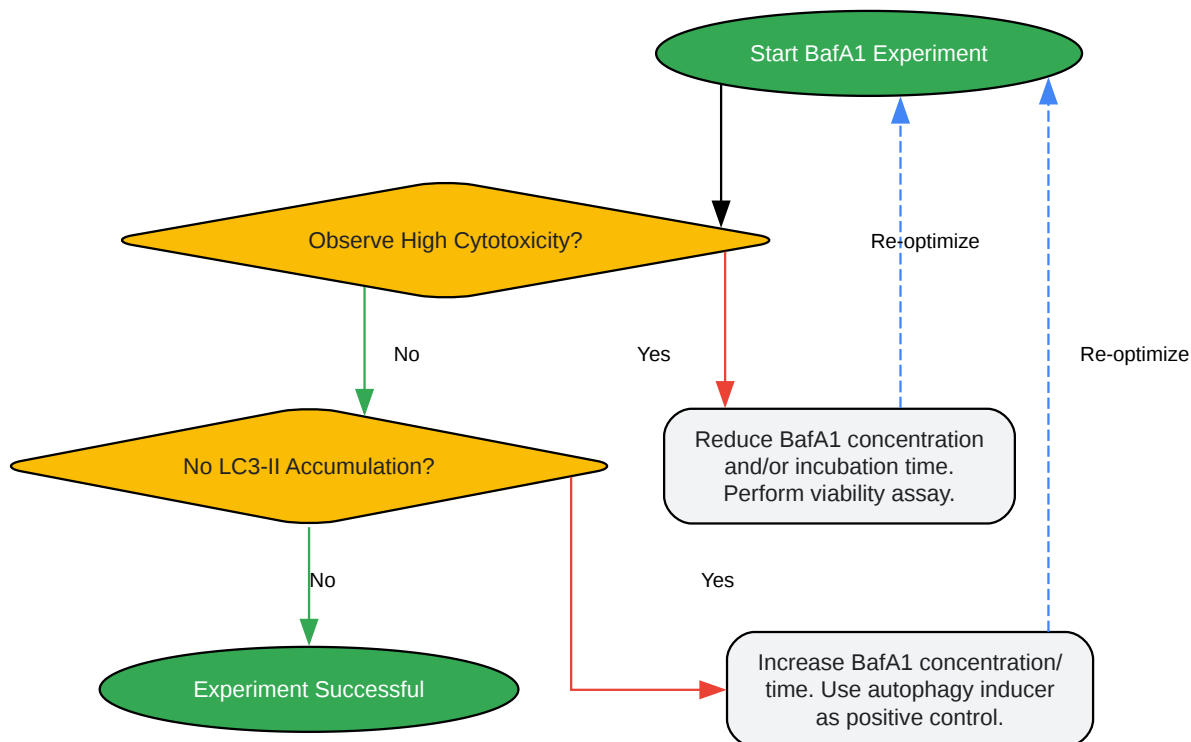 Start BafA1 Experiment
Observe High Cytotoxicity?
Re-optimize
No
Yes
Re-optimize
Reduce BafA1 concentration
and/or incubation time.
Perform viability assay.
No LC3-II Accumulation?
No
Yes
Experiment Successful
Increase BafA1 concentration/
time. Use autophagy inducer
as positive control.